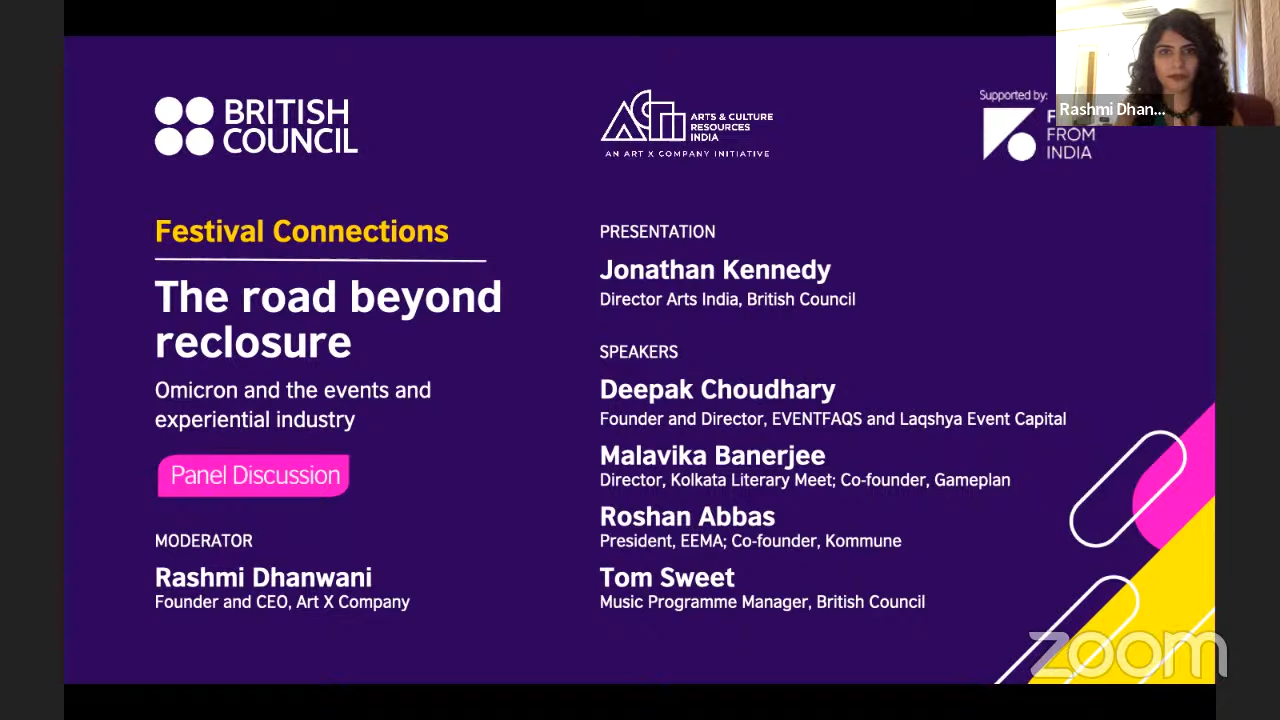 BRITISH
COUNCIL
ARTS & CULTURE
RESOURCES
INDIA
AN ART X COMPANY INITIATIVE
Supported by:
FROM
INDIA
Rashmi Dhan...
Festival Connections
The road beyond
reclosure
Omicron and the events and
experiential industry
Panel Discussion
MODERATOR
Rashmi Dhanwani
Founder and CEO, Art X Company
PRESENTATION
Jonathan Kennedy
Director Arts India, British Council
SPEAKERS
Deepak Choudhary
Founder and Director, EVENTFAQS and Laqshya Event Capital
Malavika Banerjee
Director, Kolkata Literary Meet; Co-founder, Gameplan
Roshan Abbas
President, EEMA; Co-founder, Kommune
Tom Sweet
Music Programme Manager, British Council
zoom